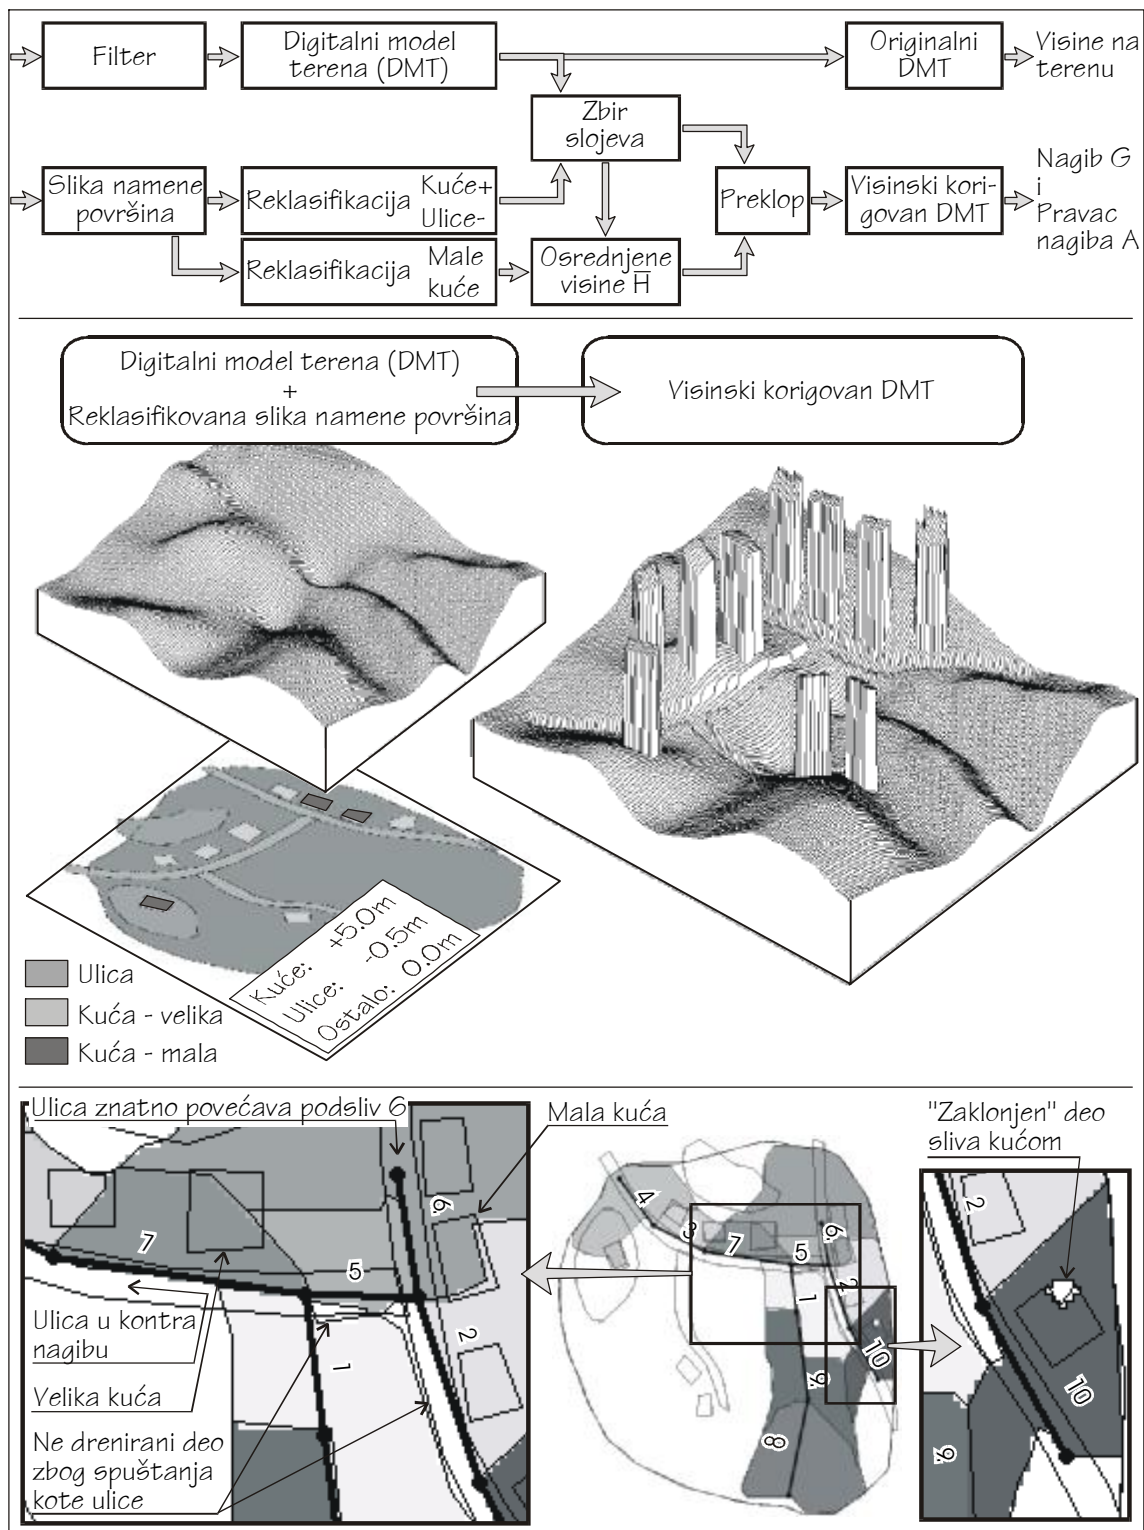 Filter
Digitalni model
terena (DMT)
Originalni
DMT
Visine na
terenu
Zbir
slojeva
Slika namene
površina
Reklasifikacija
Kuće+
Ulice-
Preklop
Visinski kori-
govan DMT
Nagib G
i
Pravac
nagiba A
Reklasifikacija
Male
kuće
Osrednjene
visine H̅
Digitalni model terena (DMT)
+
Reklasifikovana slika namene površina
Visinski korigovan DMT
Kuće: +5.0m
Ulice: -0.5m
Ostalo: 0.0m
Ulica
Kuća - velika
Kuća - mala
Ulica znatno povećava podsliv 6
Mala kuća
"Zaklonjen" deo
sliva kućom
6.
7
5
2
1
Ulica u kontra
nagibu
Velika kuća
Ne drenirani deo
zbog spuštanja
kote ulice
4
3
7
5
6.
2
1
10
9.
8
2
10
9.